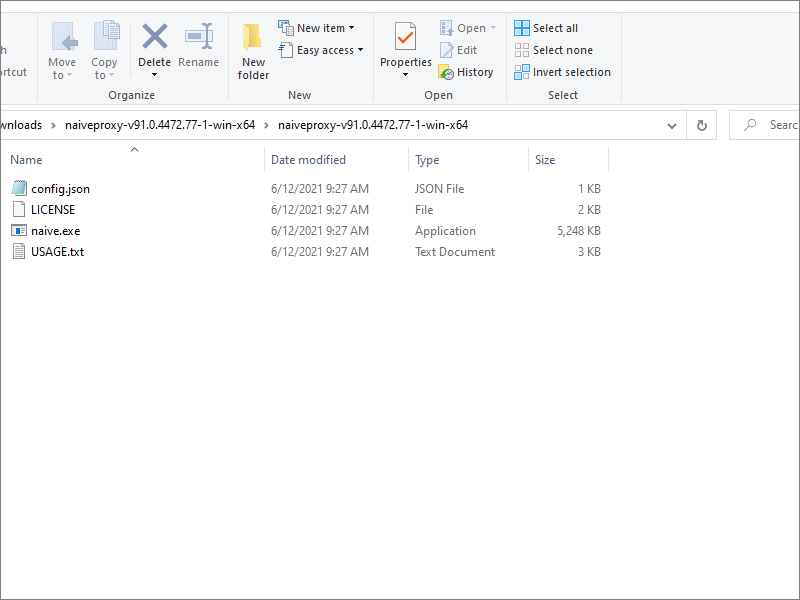 h
ortcut
Move to
Copy to
Delete
Rename
Organize
New folder
New item
Easy access
New
Properties
Open
Edit
History
Open
Select all
Select none
Invert selection
Select
wnloads > naiveproxy-v91.0.4472.77-1-win-x64 > naiveproxy-v91.0.4472.77-1-win-x64
Searc
Name Date modified Type Size
config.json 6/12/2021 9:27 AM JSON File 1 KB
LICENSE 6/12/2021 9:27 AM File 2 KB
naive.exe 6/12/2021 9:27 AM Application 5,248 KB
USAGE.txt 6/12/2021 9:27 AM Text Document 3 KB